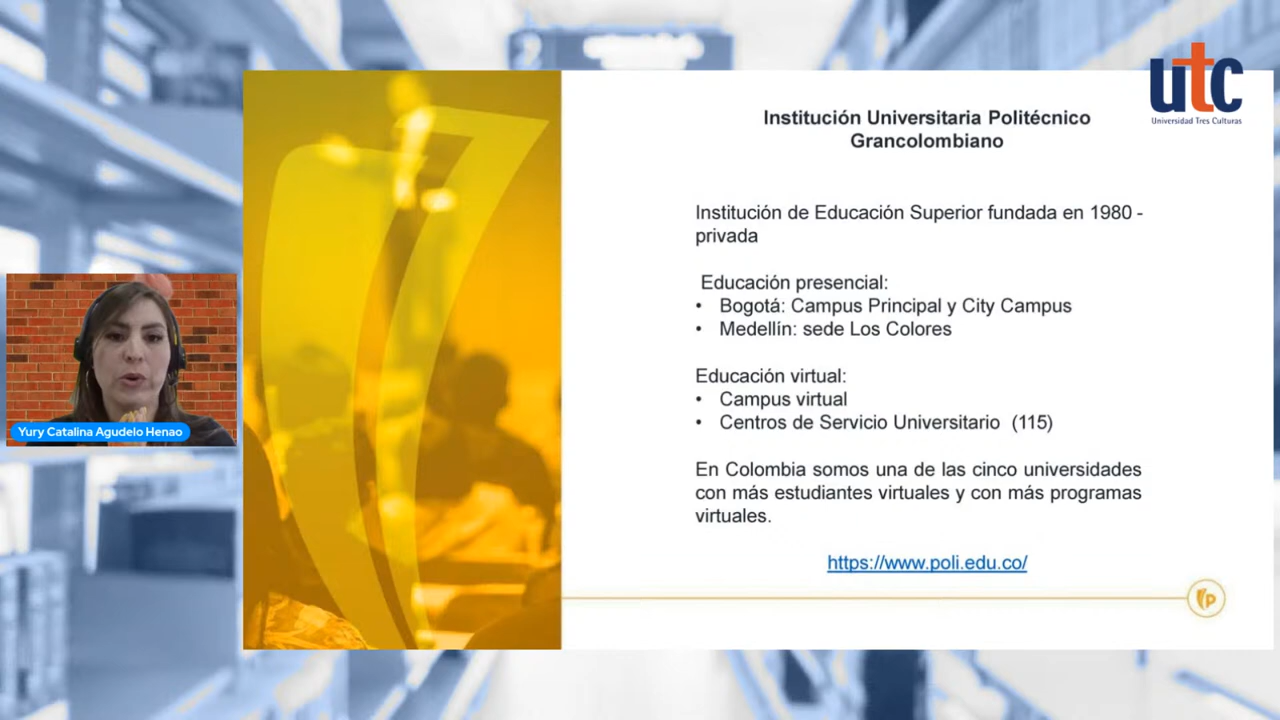 utc
Universidad Tres Culturas
Institución Universitaria Politécnico
Grancolombiano
Institución de Educación Superior fundada en 1980 -
privada
Educación presencial:
• Bogotá: Campus Principal y City Campus
• Medellín: sede Los Colores
Educación virtual:
• Campus virtual
• Centros de Servicio Universitario (115)
En Colombia somos una de las cinco universidades
con más estudiantes virtuales y con más programas
virtuales.
https://www.poli.edu.co/
P
Yury Catalina Agudelo Henao